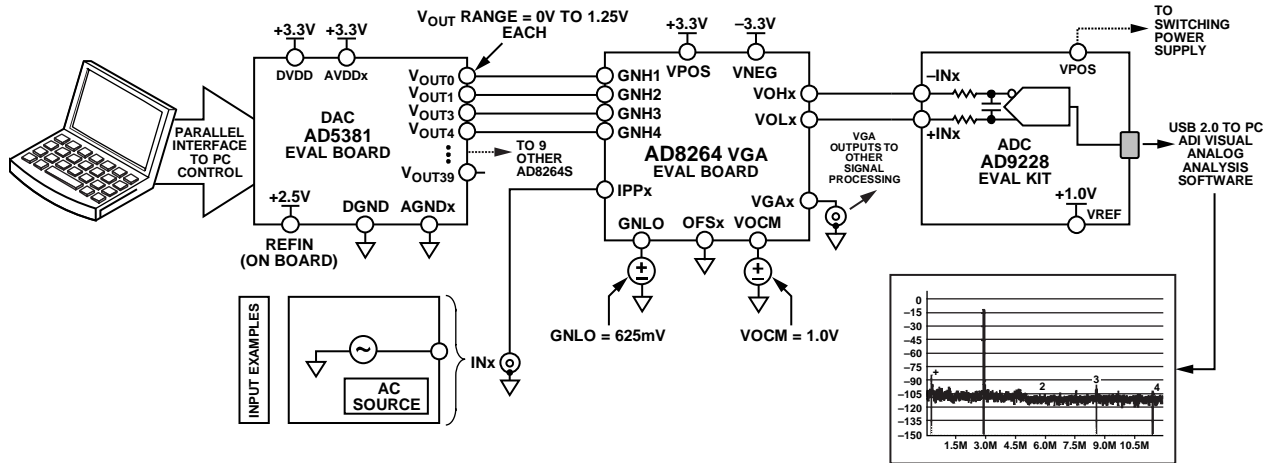 V_OUT RANGE = 0V TO 1.25V
EACH
+3.3V
+3.3V
DVDD
AVDDx
V_OUT0
V_OUT1
V_OUT3
V_OUT4
V_OUT39
DAC
AD5381
EVAL BOARD
PARALLEL
INTERFACE
TO PC
CONTROL
TO 9
OTHER
AD8264S
+2.5V
REFIN
(ON BOARD)
DGND
AGNDx
+3.3V
–3.3V
VPOS
VNEG
GNH1
GNH2
GNH3
GNH4
IPPx
AD8264 VGA
EVAL BOARD
VOHx
VOLx
VGAx
GNLO
OFSx
VOCM
GNLO = 625mV
VOCM = 1.0V
VGA
OUTPUTS TO
OTHER
SIGNAL
PROCESSING
TO
SWITCHING
POWER
SUPPLY
VPOS
–INx
+INx
ADC
AD9228
EVAL KIT
+1.0V
VREF
USB 2.0 TO PC
ADI VISUAL
ANALOG
ANALYSIS
SOFTWARE
INPUT EXAMPLES
AC
SOURCE
INx
0
–15
–30
–45
–60
–75
–90
–105
–120
–135
–150
+
2
3
4
1.5M 3.0M 4.5M 6.0M 7.5M 9.0M 10.5M